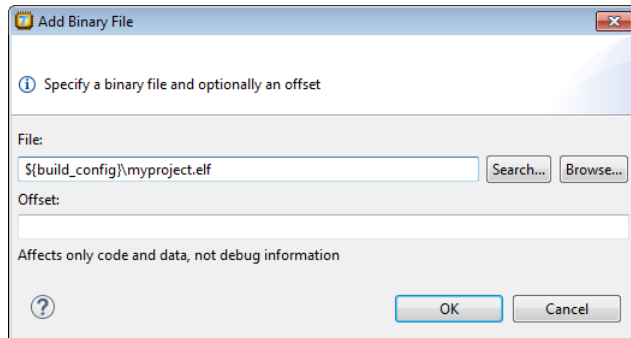 Add Binary File
Specify a binary file and optionally an offset
File:
${build_config}\myproject.elf
Search... Browse...
Offset:
Affects only code and data, not debug information
OK Cancel